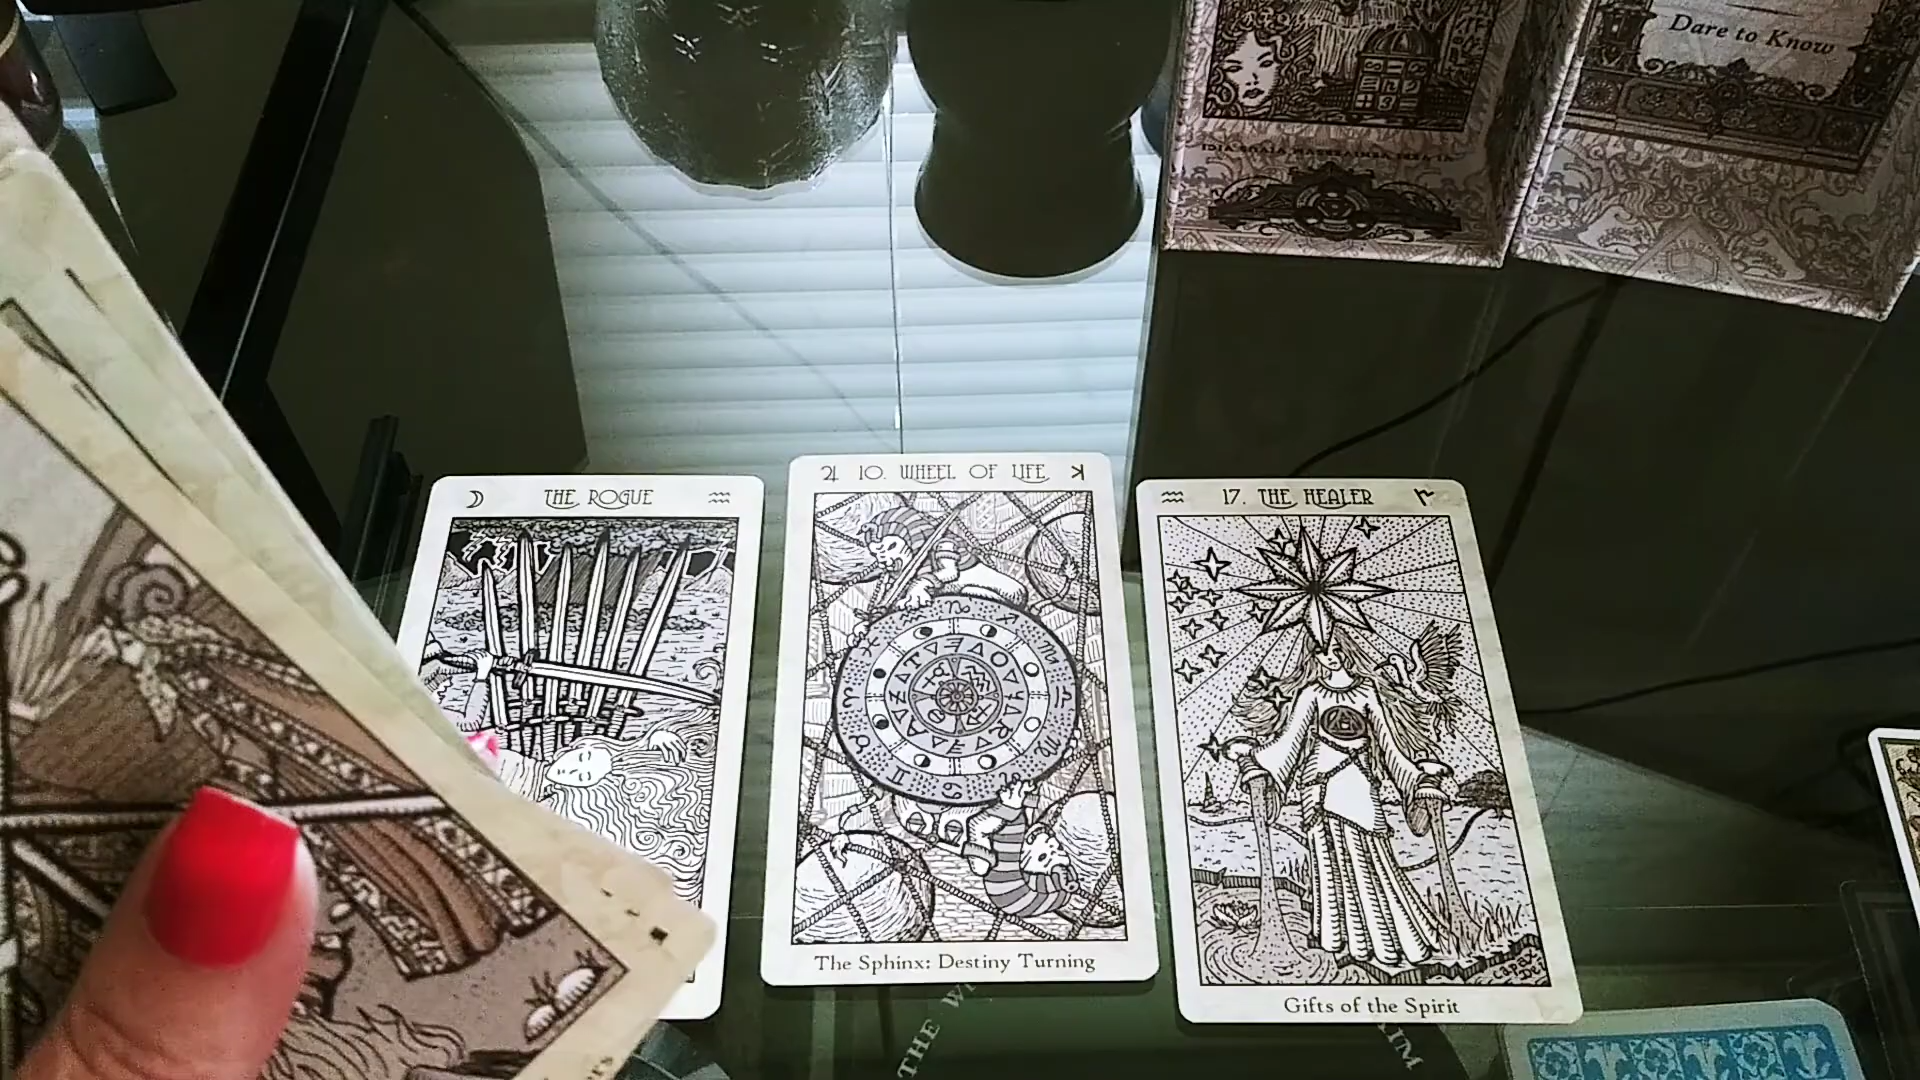 Dare to Know
THE ROGUE
10. WHEEL OF LIFE
17. THE HEALER
The Sphinx: Destiny Turning
Gifts of the Spirit
THE